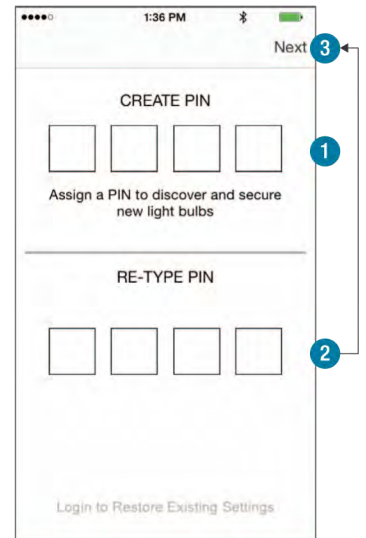 1:36 PM
Next 3
CREATE PIN
1
Assign a PIN to discover and secure
new light bulbs
RE-TYPE PIN
2
Login to Restore Existing Settings